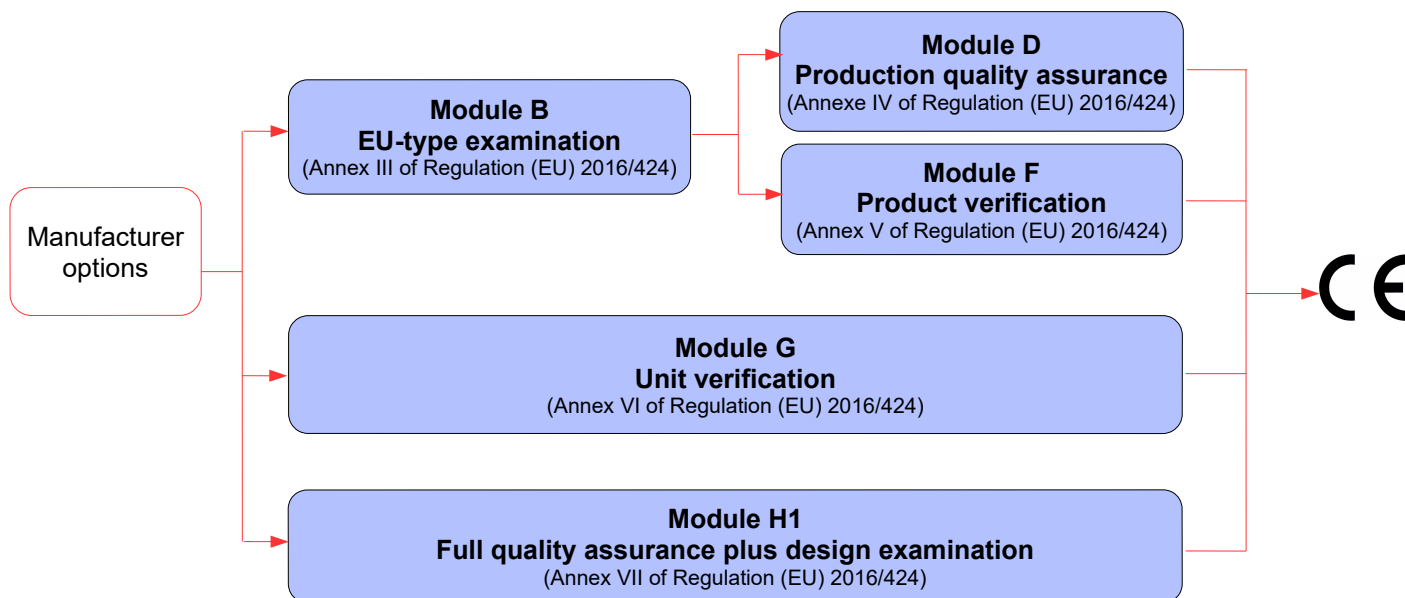 Manufacturer
options
Module B
EU-type examination
(Annex III of Regulation (EU) 2016/424)
Module D
Production quality assurance
(Annexe IV of Regulation (EU) 2016/424)
Module F
Product verification
(Annex V of Regulation (EU) 2016/424)
Module G
Unit verification
(Annex VI of Regulation (EU) 2016/424)
Module H1
Full quality assurance plus design examination
(Annex VII of Regulation (EU) 2016/424)
CE